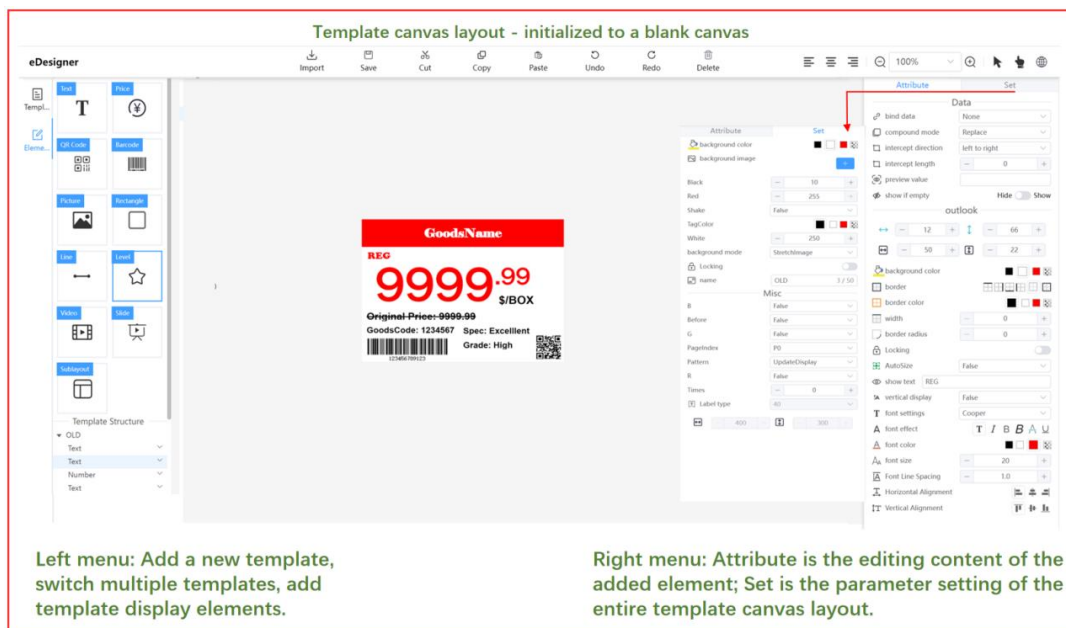 Template canvas layout - initialized to a blank canvas
eDesigner
Import
Save
Cut
Copy
Paste
Undo
Redo
Delete
100%
Templ...
Eleme...
Text
Price
T
QR Code
Barcode
Picture
Rectangle
Line
Level
Video
Slide
Sublayout
Template Structure
OLD
Text
Text
Number
Text
GoodsName
REG
9999.99
$/BOX
Original Price: 9999.99
GoodsCode: 1234567 Spec: Excelllent
Grade: High
123456789123
Attribute Set
background color
background image
+
Black - 10 +
Red - 255 +
Shake False
TagColor
White - 250 +
background mode StretchImage
Locking
name OLD 3 / 50
Misc
B False
Before False
G False
PageIndex P0
Pattern UpdateDisplay
R False
Times - 0 +
Label type 40
- 400
- 300
Attribute Set
Data
bind data None
compound mode Replace
intercept direction left to right
intercept length - 0 +
preview value
show if empty Hide Show
outlook
- 12 + - 66 +
- 50 + - 22 +
background color
border
border color
width - 0 +
border radius - 0 +
Locking
AutoSize False
show text REG
vertical display False
font settings Cooper
font effect T I B B A U
font color
font size - 20 +
Font Line Spacing - 1.0 +
Horizontal Alignment
Vertical Alignment
Left menu: Add a new template,
switch multiple templates, add
template display elements.
Right menu: Attribute is the editing content of the
added element; Set is the parameter setting of the
entire template canvas layout.